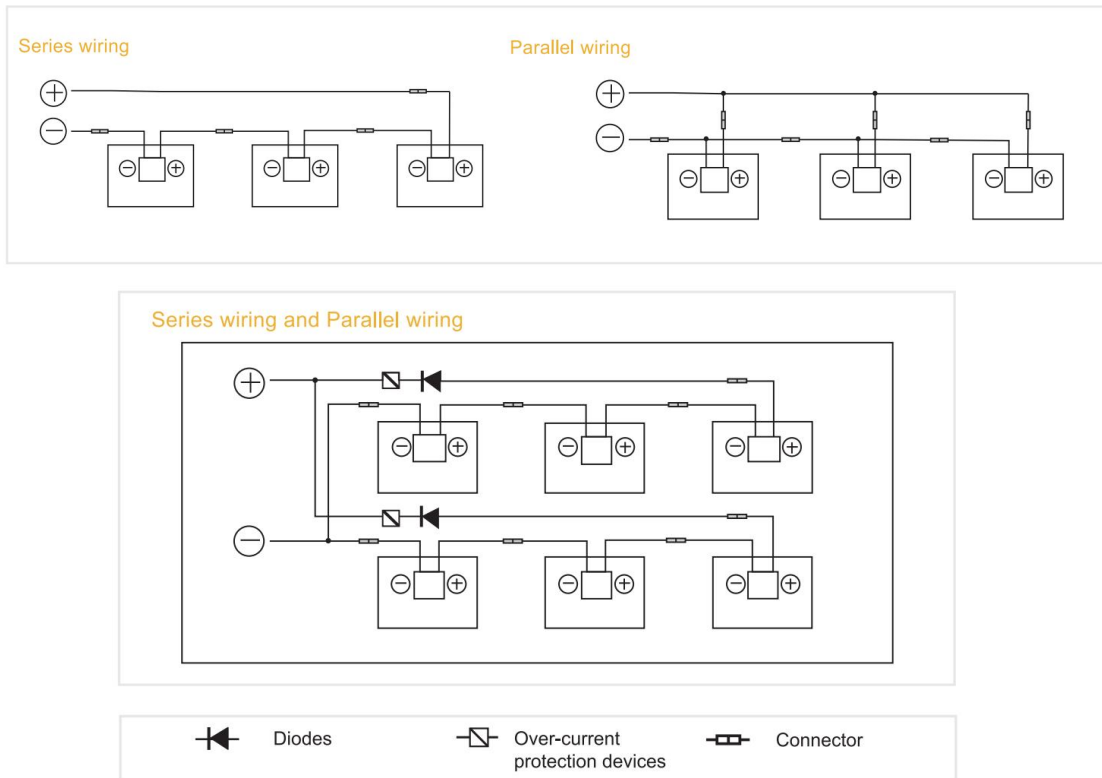 Series wiring
Parallel wiring
+
−
− +
− +
− +
+
−
− +
− +
− +
Series wiring and Parallel wiring
+
− +
− +
− +
−
− +
− +
− +
Diodes
Over-current
protection devices
Connector